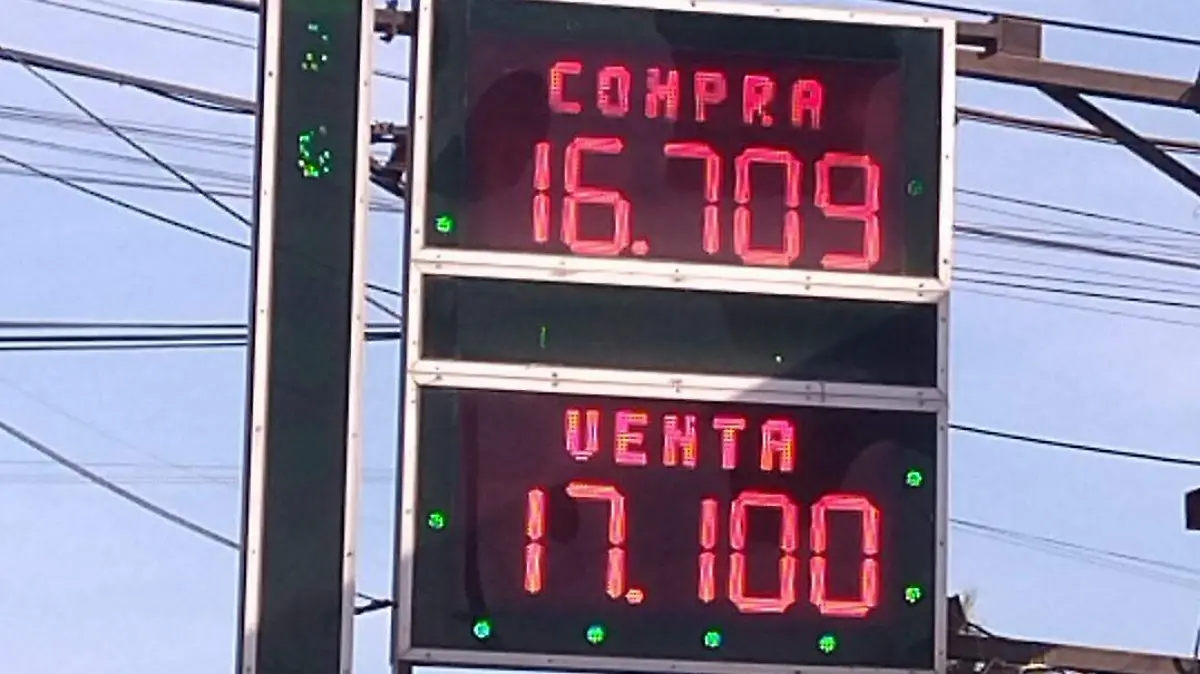 COMPRA
16.709
VENTA
17.100